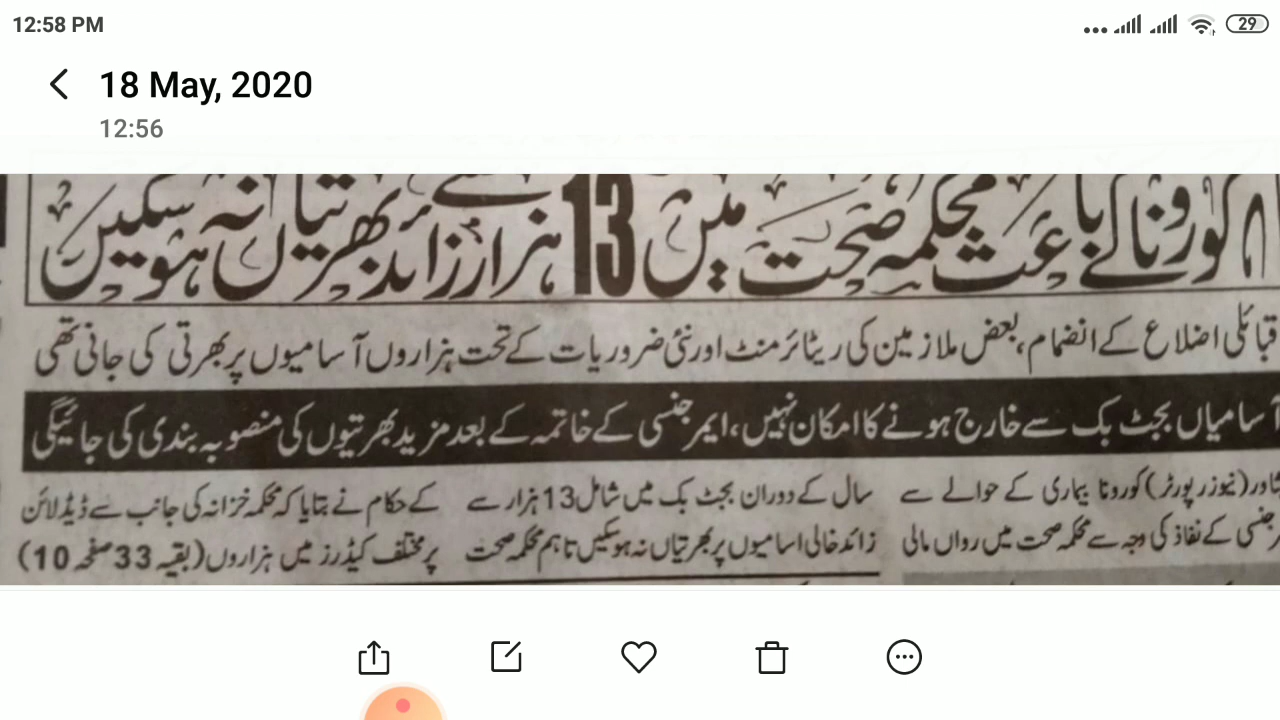 12:58 PM
29
18 May, 2020
12:56
کورونا کے باعث محکمہ صحت میں 13 ہزار سے زائد بھرتیاں نہ ہو سکیں
قبائلی اضلاع کے انضمام، بعض ملازمین کی ریٹائرمنٹ اور نئی ضروریات کے تحت ہزاروں آسامیوں پر بھرتی کی جانی تھی
آسامیاں بجٹ بک سے خارج ہونے کا امکان نہیں، ایمرجنسی کے خاتمہ کے بعد مزید بھرتیوں کی منصوبہ بندی کی جائیگی
(نیوز رپورٹر) کورونا بیماری کے حوالے سے
کے نفاذ کی وجہ سے محکمہ صحت میں رواں مالی
سال کے دوران بجٹ بک میں شامل 13 ہزار سے
زائد خالی اسامیوں پر بھرتیاں نہ ہوسکیں تاہم محکمہ صحت
کے حکام نے بتایا کہ محکمہ خزانہ کی جانب سے ڈیڈ لائن
پر مختلف کیڈرز میں ہزاروں (بقیہ 33 صفحہ 10)